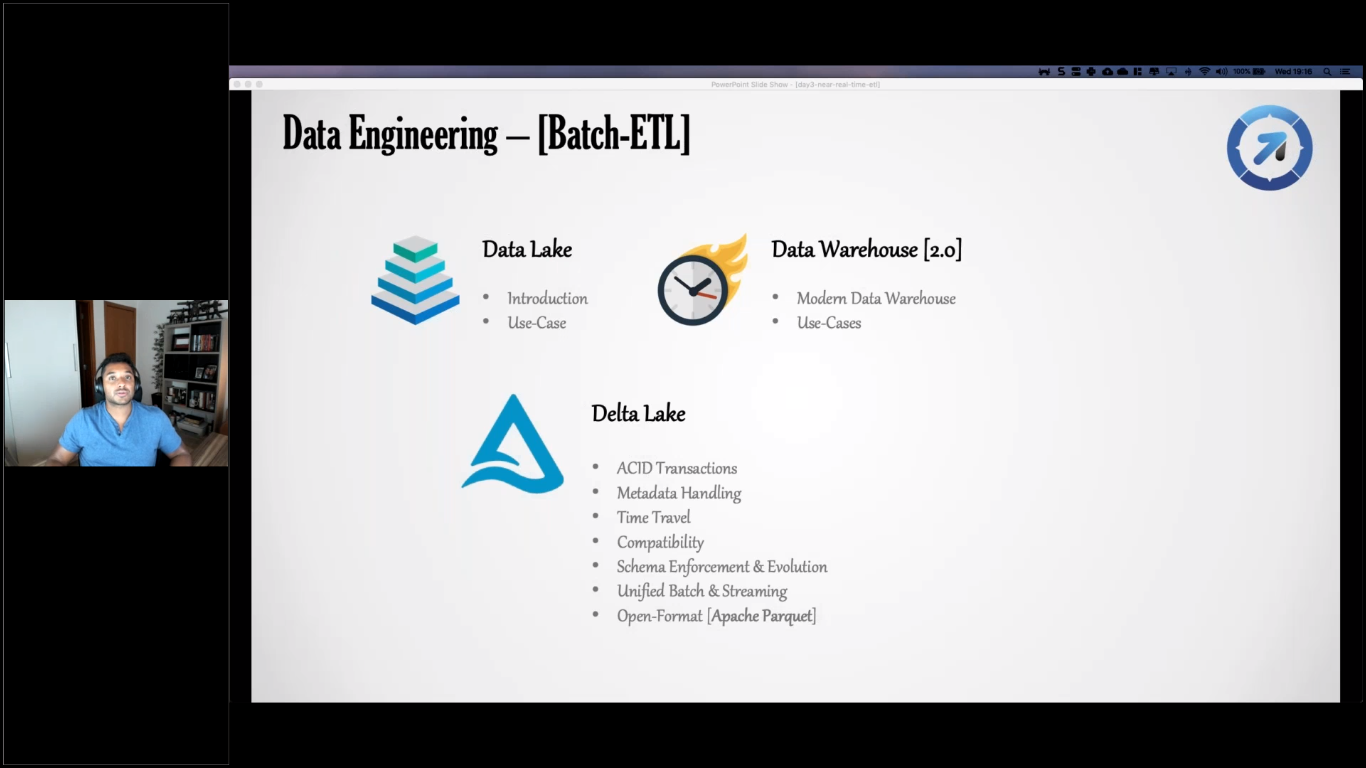 S
100%
Wed 19:16
PowerPoint Slide Show - [day3-near-real-time-etl]
Data Engineering – [Batch-ETL]
Data Lake
• Introduction
• Use-Case
Data Warehouse [2.0]
• Modern Data Warehouse
• Use-Cases
Delta Lake
• ACID Transactions
• Metadata Handling
• Time Travel
• Compatibility
• Schema Enforcement & Evolution
• Unified Batch & Streaming
• Open-Format [Apache Parquet]